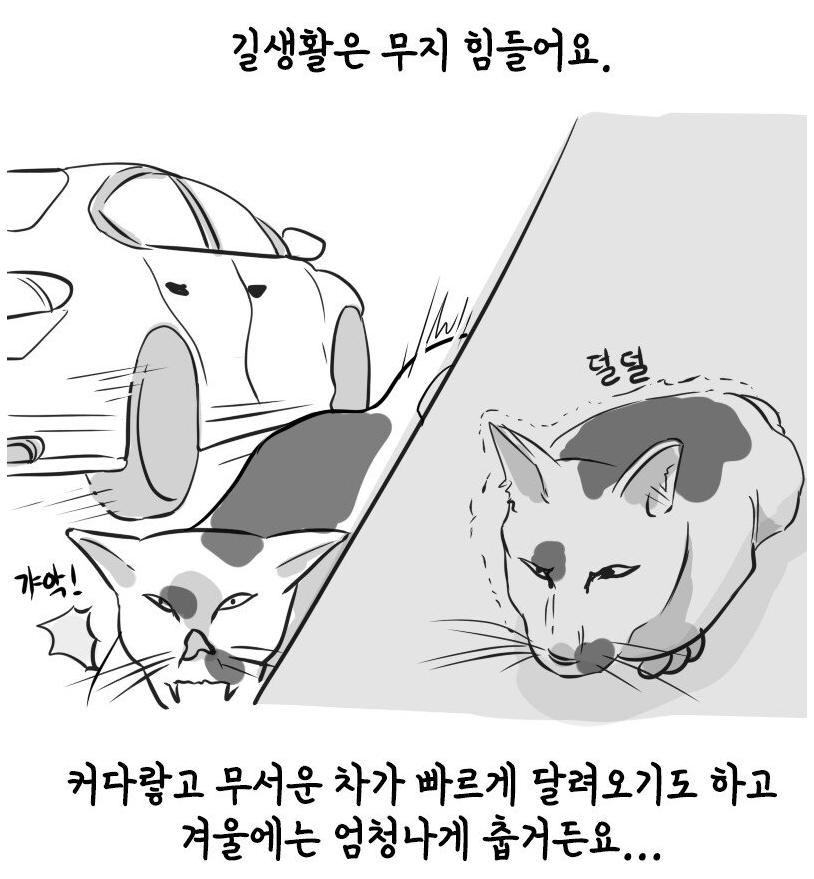 길생활은 무지 힘들어요.
덜덜
갸악!
커다랗고 무서운 차가 빠르게 달려오기도 하고
겨울에는 엄청나게 춥거든요...